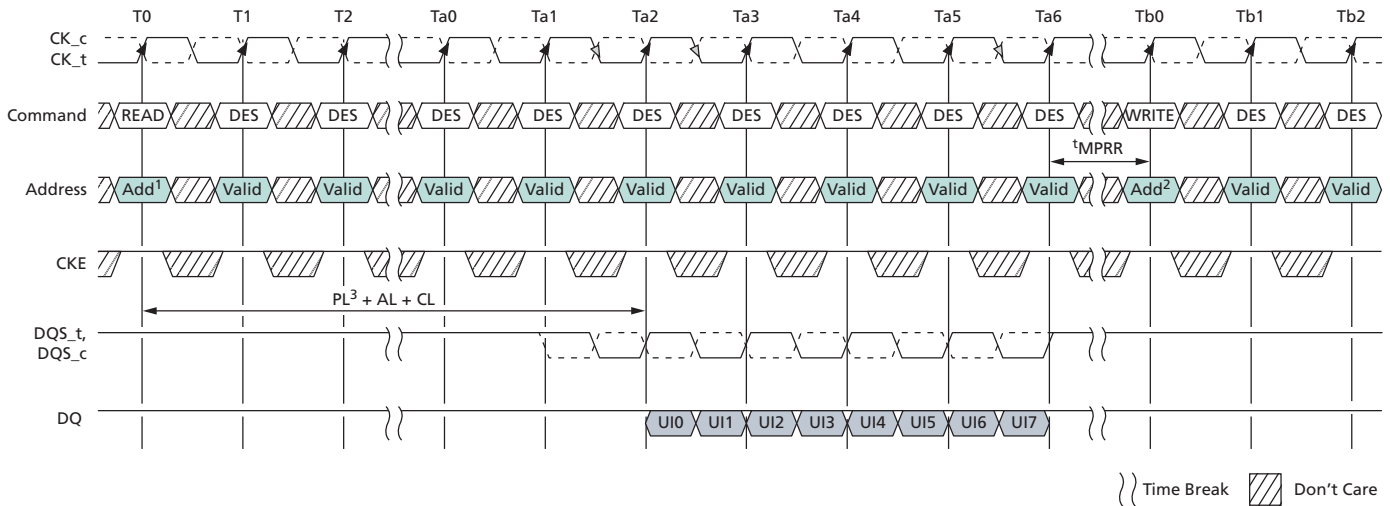 T0 T1 T2 Ta0 Ta1 Ta2 Ta3 Ta4 Ta5 Ta6 Tb0 Tb1 Tb2
CK_c
CK_t
Command READ DES DES DES DES DES DES DES DES DES WRITE DES DES
tMPRR
Address Add1 Valid Valid Valid Valid Valid Valid Valid Valid Valid Add2 Valid Valid
CKE
PL3 + AL + CL
DQS_t,
DQS_c
DQ UI0 UI1 UI2 UI3 UI4 UI5 UI6 UI7
Time Break Don't Care